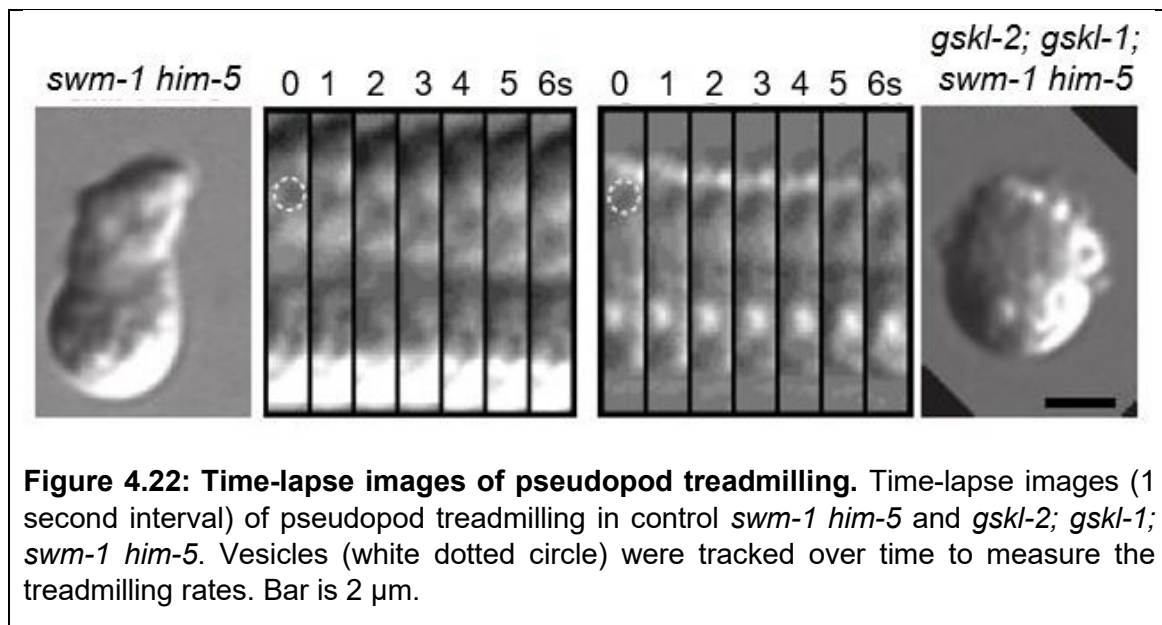 gskl-2; gskl-1;
swm-1 him-5 0 1 2 3 4 5 6s 0 1 2 3 4 5 6s swm-1 him-5
Figure 4.22: Time-lapse images of pseudopod treadmilling. Time-lapse images (1
second interval) of pseudopod treadmilling in control swm-1 him-5 and gskl-2; gskl-1;
swm-1 him-5. Vesicles (white dotted circle) were tracked over time to measure the
treadmilling rates. Bar is 2 µm.